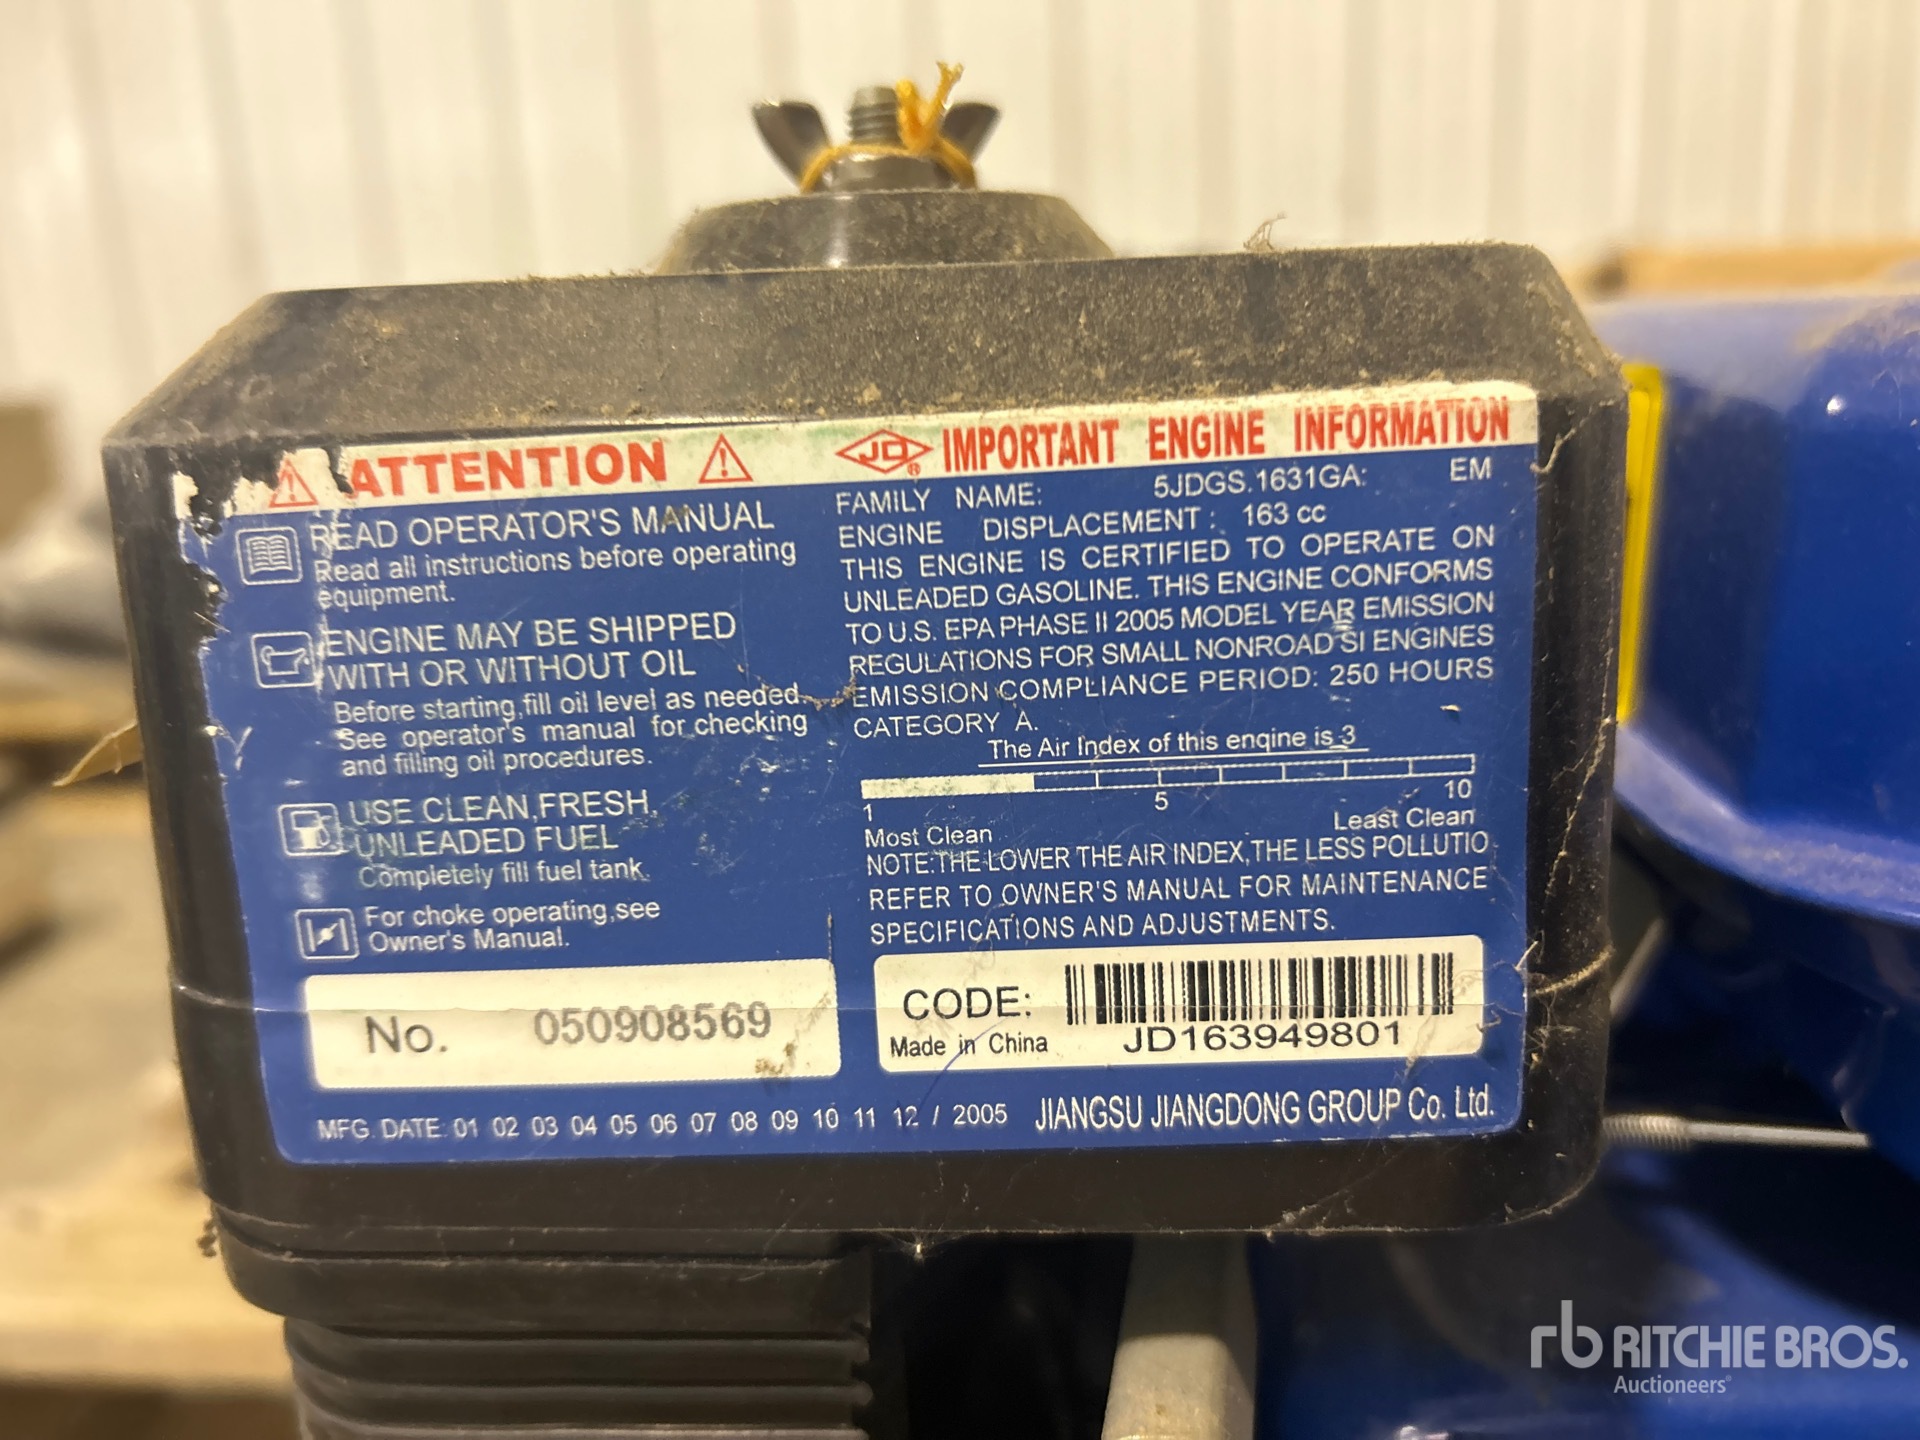 ATTENTION
READ OPERATOR'S MANUAL
Read all instructions before operating
equipment.
ENGINE MAY BE SHIPPED
WITH OR WITHOUT OIL
Before starting,fill oil level as needed.
See operator's manual for checking
and filling oil procedures.
USE CLEAN,FRESH,
UNLEADED FUEL
Completely fill fuel tank.
For choke operating,see
Owner's Manual.
No. 050908569
JD® IMPORTANT ENGINE INFORMATION
FAMILY NAME: 5JDGS.1631GA: EM
ENGINE DISPLACEMENT: 163 cc
THIS ENGINE IS CERTIFIED TO OPERATE ON
UNLEADED GASOLINE. THIS ENGINE CONFORMS
TO U.S. EPA PHASE II 2005 MODEL YEAR EMISSION
REGULATIONS FOR SMALL NONROAD SI ENGINES
EMISSION COMPLIANCE PERIOD: 250 HOURS
CATEGORY A.
The Air Index of this engine is 3
1 5 10
Most Clean Least Clean
NOTE:THE LOWER THE AIR INDEX,THE LESS POLLUTIO
REFER TO OWNER'S MANUAL FOR MAINTENANCE
SPECIFICATIONS AND ADJUSTMENTS.
CODE:
JD163949801
Made in China
MFG. DATE: 01 02 03 04 05 06 07 08 09 10 11 12 / 2005 JIANGSU JIANGDONG GROUP Co. Ltd.
rb RITCHIE BROS.
Auctioneers